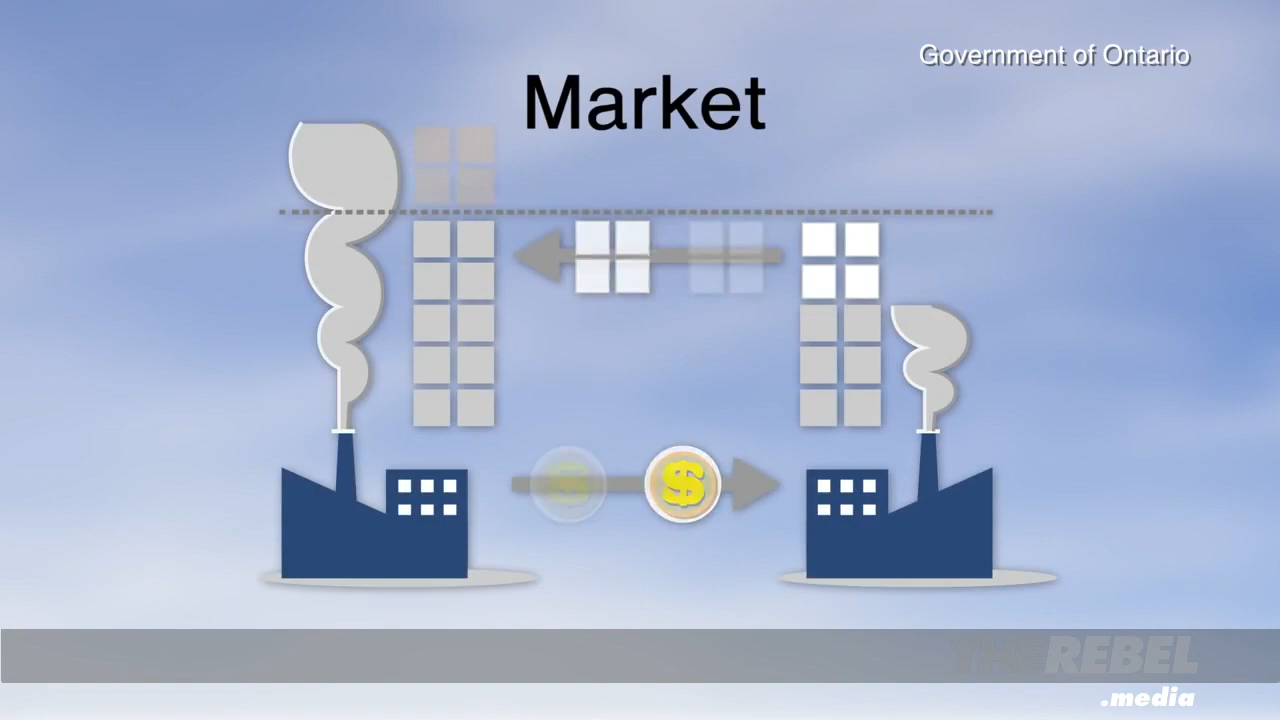 Government of Ontario
Market
$ $
THE REBEL
.media